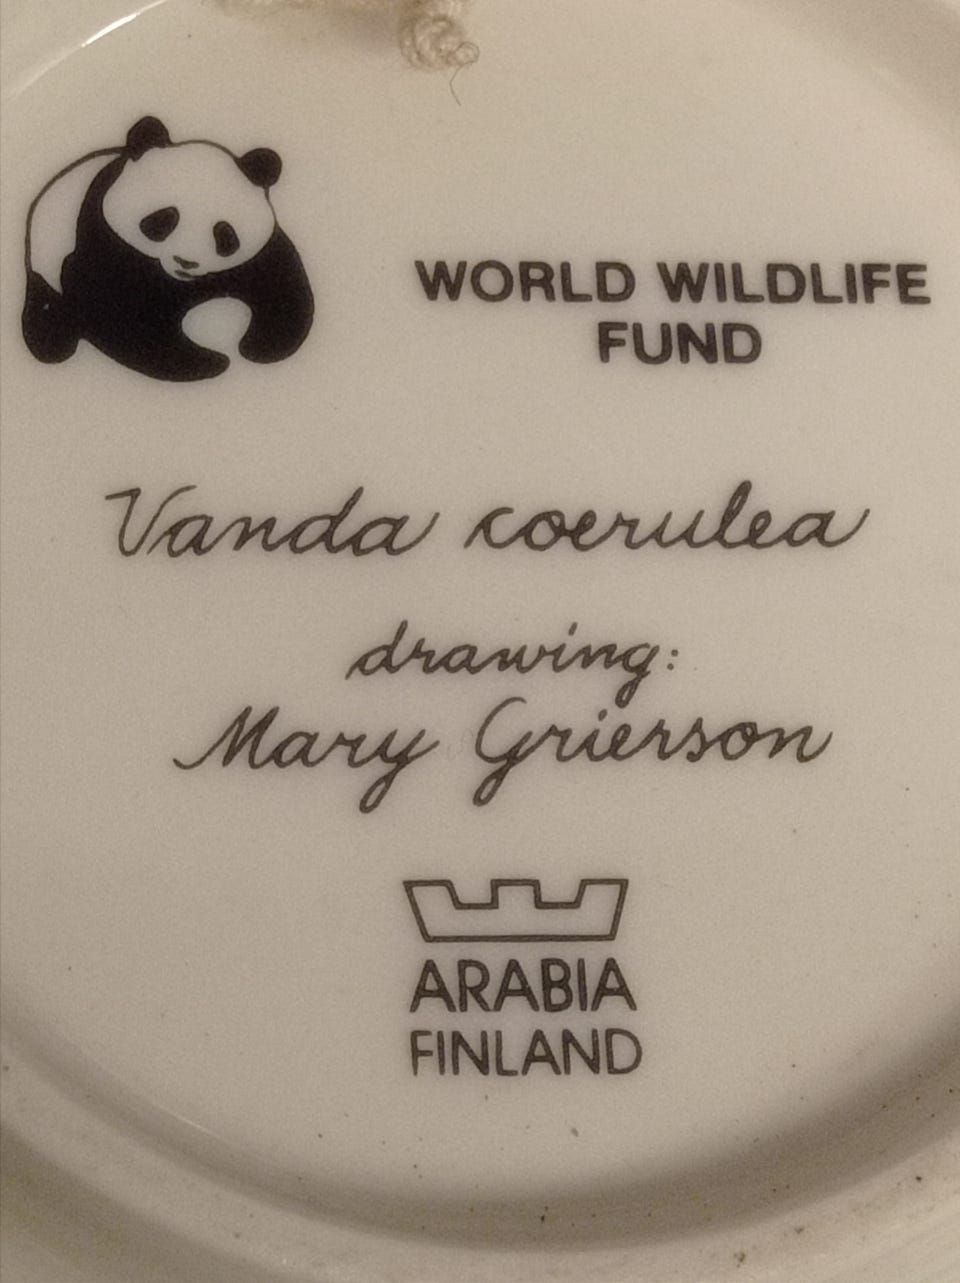 WORLD WILDLIFE
FUND
Vanda coerulea
drawing:
Mary Grierson
ARABIA
FINLAND